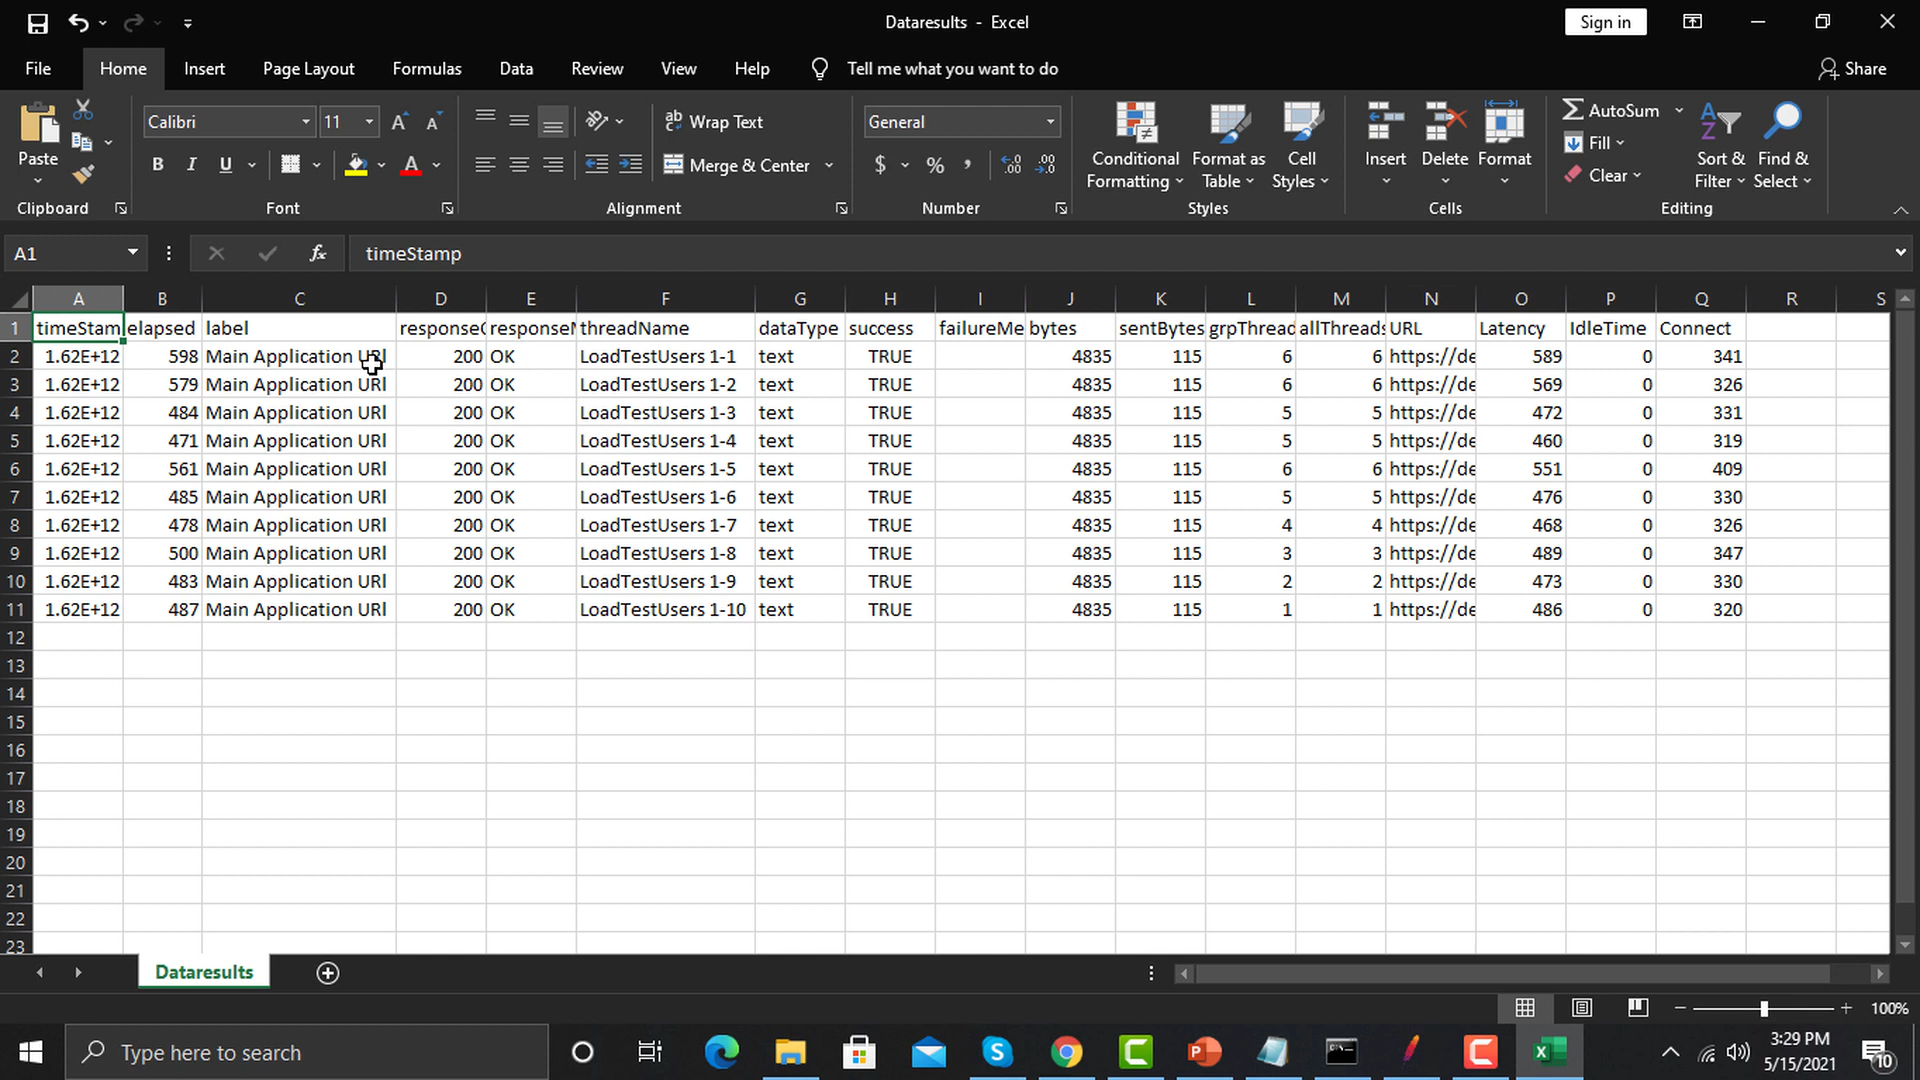 Dataresults - Excel
Sign in
File Home Insert Page Layout Formulas Data Review View Help Tell me what you want to do Share
Paste
Clipboard
Calibri 11
B I U A
Font
Wrap Text
Merge & Center
Alignment
General
$ % ,
Number
Conditional Formatting
Format as Table
Cell Styles
Styles
Insert Delete Format
Cells
AutoSum
Fill
Clear
Sort & Filter
Find & Select
Editing
A1 fx timeStamp
A B C D E F G H I J K L M N O P Q R S
1 timeStam elapsed label response responseM threadName dataType success failureMe bytes sentBytes grpThread allThreads URL Latency IdleTime Connect
2 1.62E+12 598 Main Application URl 200 OK LoadTestUsers 1-1 text TRUE 4835 115 6 6 https://de 589 0 341
3 1.62E+12 579 Main Application URl 200 OK LoadTestUsers 1-2 text TRUE 4835 115 6 6 https://de 569 0 326
4 1.62E+12 484 Main Application URl 200 OK LoadTestUsers 1-3 text TRUE 4835 115 5 5 https://de 472 0 331
5 1.62E+12 471 Main Application URl 200 OK LoadTestUsers 1-4 text TRUE 4835 115 5 5 https://de 460 0 319
6 1.62E+12 561 Main Application URl 200 OK LoadTestUsers 1-5 text TRUE 4835 115 6 6 https://de 551 0 409
7 1.62E+12 485 Main Application URl 200 OK LoadTestUsers 1-6 text TRUE 4835 115 5 5 https://de 476 0 330
8 1.62E+12 478 Main Application URl 200 OK LoadTestUsers 1-7 text TRUE 4835 115 4 4 https://de 468 0 326
9 1.62E+12 500 Main Application URl 200 OK LoadTestUsers 1-8 text TRUE 4835 115 3 3 https://de 489 0 347
10 1.62E+12 483 Main Application URl 200 OK LoadTestUsers 1-9 text TRUE 4835 115 2 2 https://de 473 0 330
11 1.62E+12 487 Main Application URl 200 OK LoadTestUsers 1-10 text TRUE 4835 115 1 1 https://de 486 0 320
12
13
14
15
16
17
18
19
20
21
22
23
Dataresults
100%
Type here to search
3:29 PM
5/15/2021
10